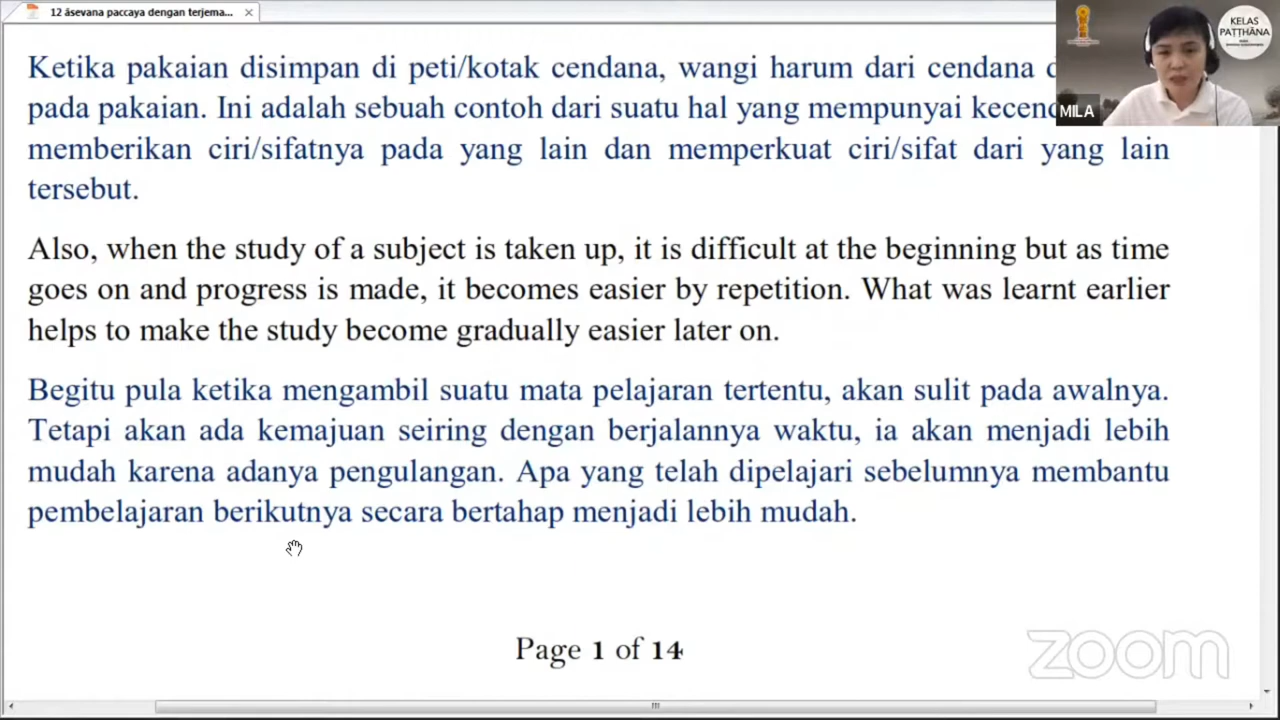 12 āsevana paccaya dengan terjema...
KELAS
PAṬṬHĀNA
MILA
Ketika pakaian disimpan di peti/kotak cendana, wangi harum dari cendana
pada pakaian. Ini adalah sebuah contoh dari suatu hal yang mempunyai
memberikan ciri/sifatnya pada yang lain dan memperkuat ciri/sifat dari yang lain
tersebut.
Also, when the study of a subject is taken up, it is difficult at the beginning but as time
goes on and progress is made, it becomes easier by repetition. What was learnt earlier
helps to make the study become gradually easier later on.
Begitu pula ketika mengambil suatu mata pelajaran tertentu, akan sulit pada awalnya.
Tetapi akan ada kemajuan seiring dengan berjalannya waktu, ia akan menjadi lebih
mudah karena adanya pengulangan. Apa yang telah dipelajari sebelumnya membantu
pembelajaran berikutnya secara bertahap menjadi lebih mudah.
Page 1 of 14
zoom